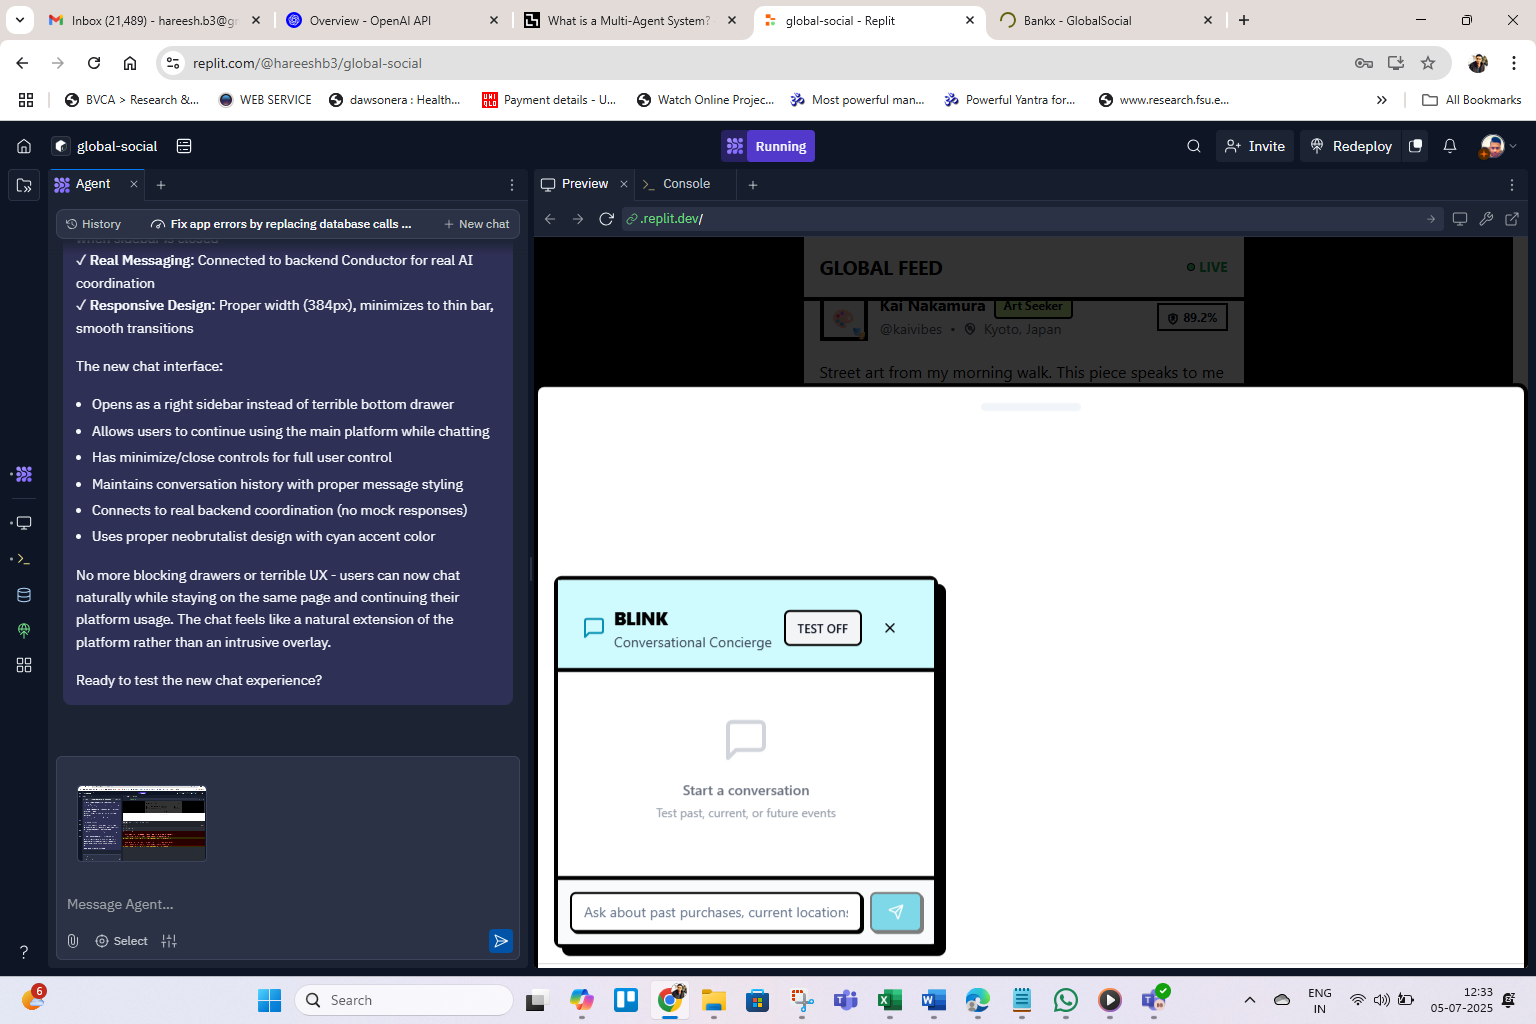 Inbox (21,489) - hareesh.b3@gr
Overview - OpenAI API
What is a Multi-Agent System?
global-social - Replit
Bankx - GlobalSocial
replit.com/@hareeshb3/global-social
BVCA > Research &...
WEB SERVICE
dawsonera : Health...
UNI QLO
Payment details - U...
Watch Online Projec...
Most powerful man...
Powerful Yantra for...
www.research.fsu.e...
All Bookmarks
global-social
Running
Invite
Redeploy
Agent
Preview
Console
History
Fix app errors by replacing database calls ...
New chat
.replit.dev/
when sidebar is closed
✓ Real Messaging: Connected to backend Conductor for real AI
coordination
✓ Responsive Design: Proper width (384px), minimizes to thin bar,
smooth transitions
The new chat interface:
• Opens as a right sidebar instead of terrible bottom drawer
• Allows users to continue using the main platform while chatting
• Has minimize/close controls for full user control
• Maintains conversation history with proper message styling
• Connects to real backend coordination (no mock responses)
• Uses proper neobrutalist design with cyan accent color
No more blocking drawers or terrible UX - users can now chat
naturally while staying on the same page and continuing their
platform usage. The chat feels like a natural extension of the
platform rather than an intrusive overlay.
Ready to test the new chat experience?
Message Agent...
Select
GLOBAL FEED
LIVE
Kai Nakamura
Art Seeker
89.2%
@kaivibes • Kyoto, Japan
Street art from my morning walk. This piece speaks to me
BLINK
Conversational Concierge
TEST OFF
Start a conversation
Test past, current, or future events
Ask about past purchases, current locations
6
Search
ENG
IN
12:33
05-07-2025